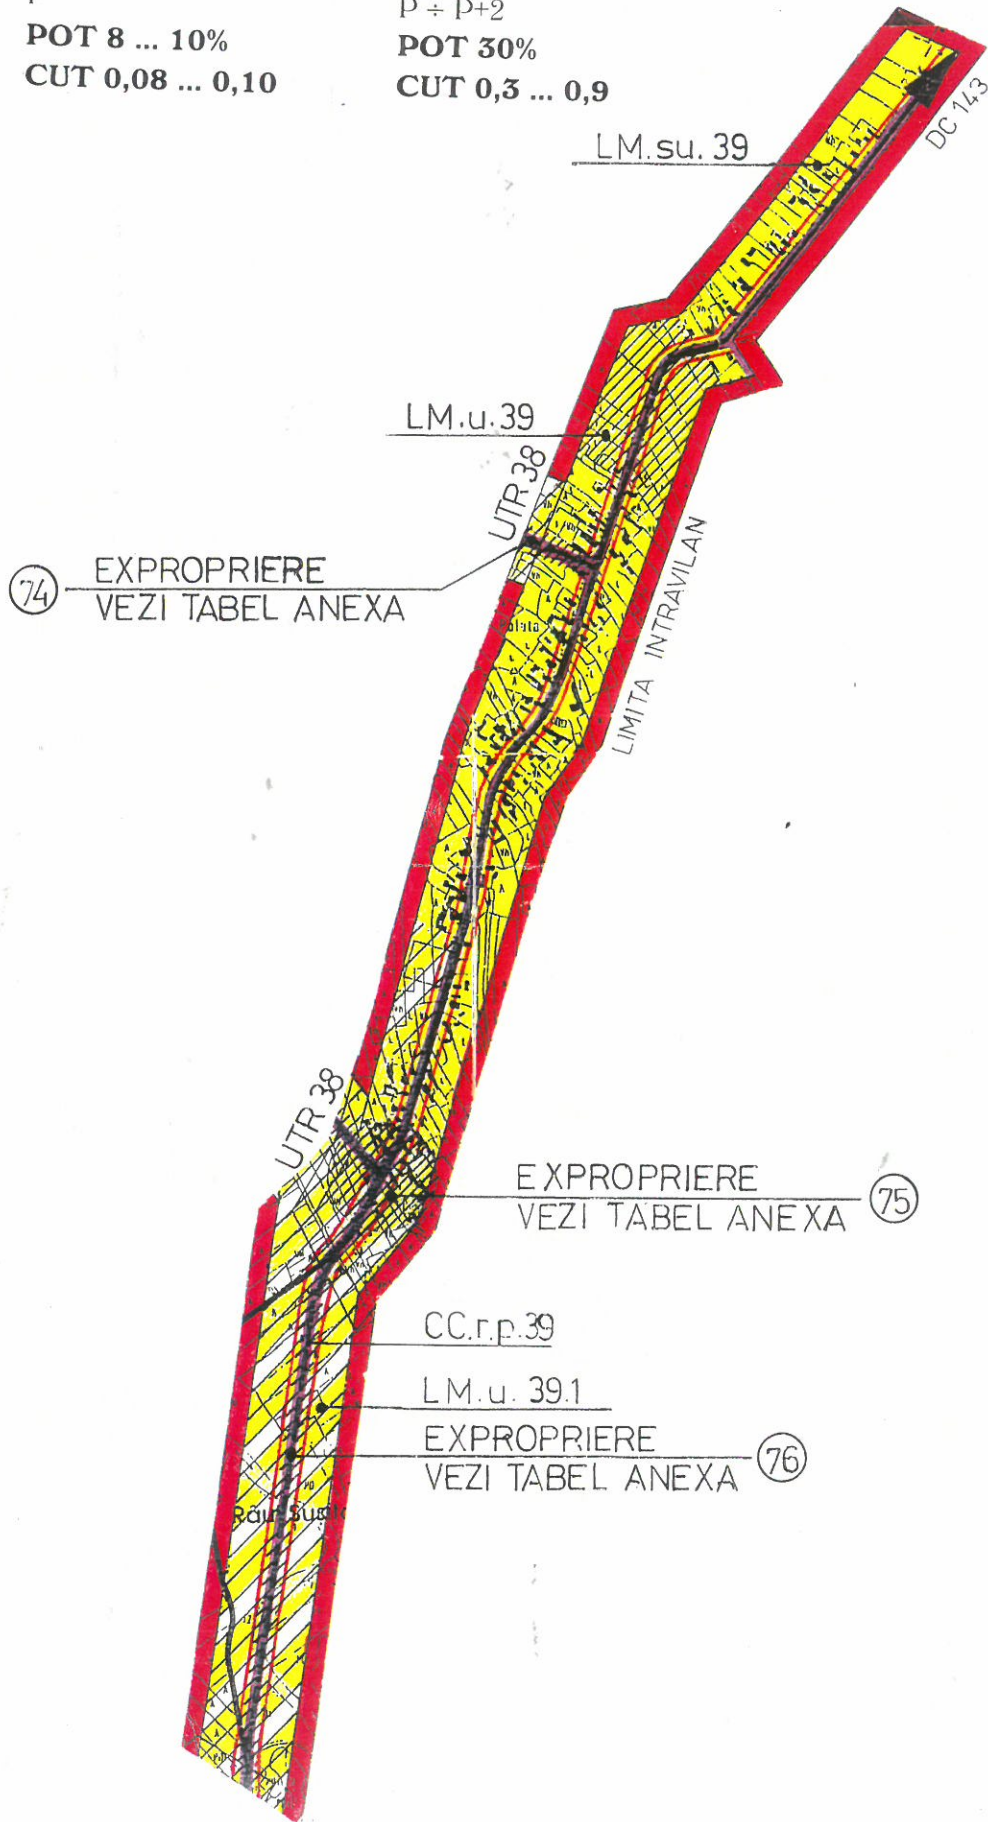 P ÷ P+2
POT 8 ... 10%
POT 30%
CUT 0,08 ... 0,10
CUT 0,3 ... 0,9
DC 143
LM.su. 39
LM.u. 39
UTR 38
74
EXPROPRIERE
VEZI TABEL ANEXA
LIMITA INTRAVILAN
UTR 38
EXPROPRIERE
VEZI TABEL ANEXA
75
CC.r.p.39
LM.u. 39.1
EXPROPRIERE
VEZI TABEL ANEXA
76